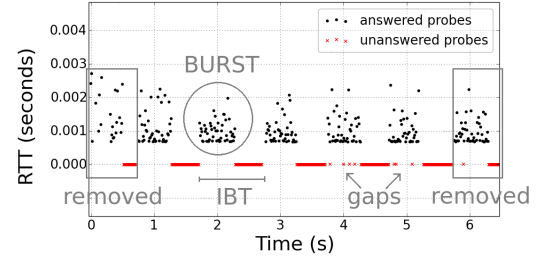 answered probes
unanswered probes
BURST
0.004
0.003
0.002
0.001
0.000
RTT (seconds)
removed
IBT
gaps
removed
0
1
2
3
4
5
6
Time (s)